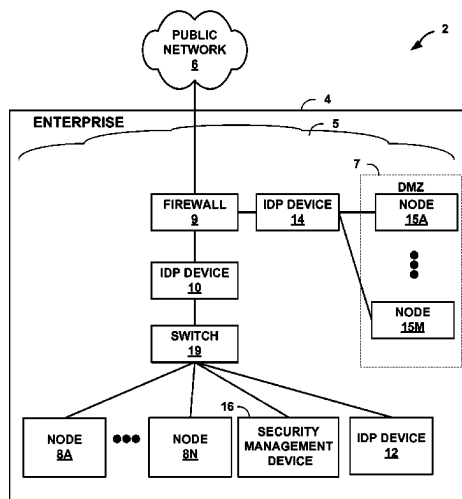 PUBLIC
NETWORK
6
2
4
ENTERPRISE
5
7
DMZ
FIREWALL
9
IDP DEVICE
14
NODE
15A
IDP DEVICE
10
NODE
15M
SWITCH
19
16
NODE
8A
NODE
8N
SECURITY
MANAGEMENT
DEVICE
IDP DEVICE
12